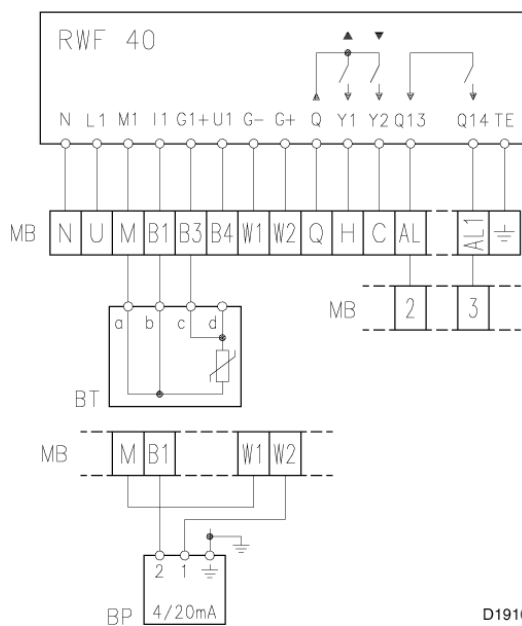 RWF 40
N L1 M1 I1 G1+ U1 G- G+ Q Y1 Y2 Q13 Q14 TE
MB N U M B1 B3 B4 W1 W2 Q H C AL AL1
MB 2 3
a b c d
BT
MB M B1 W1 W2
2 1
BP 4/20mA